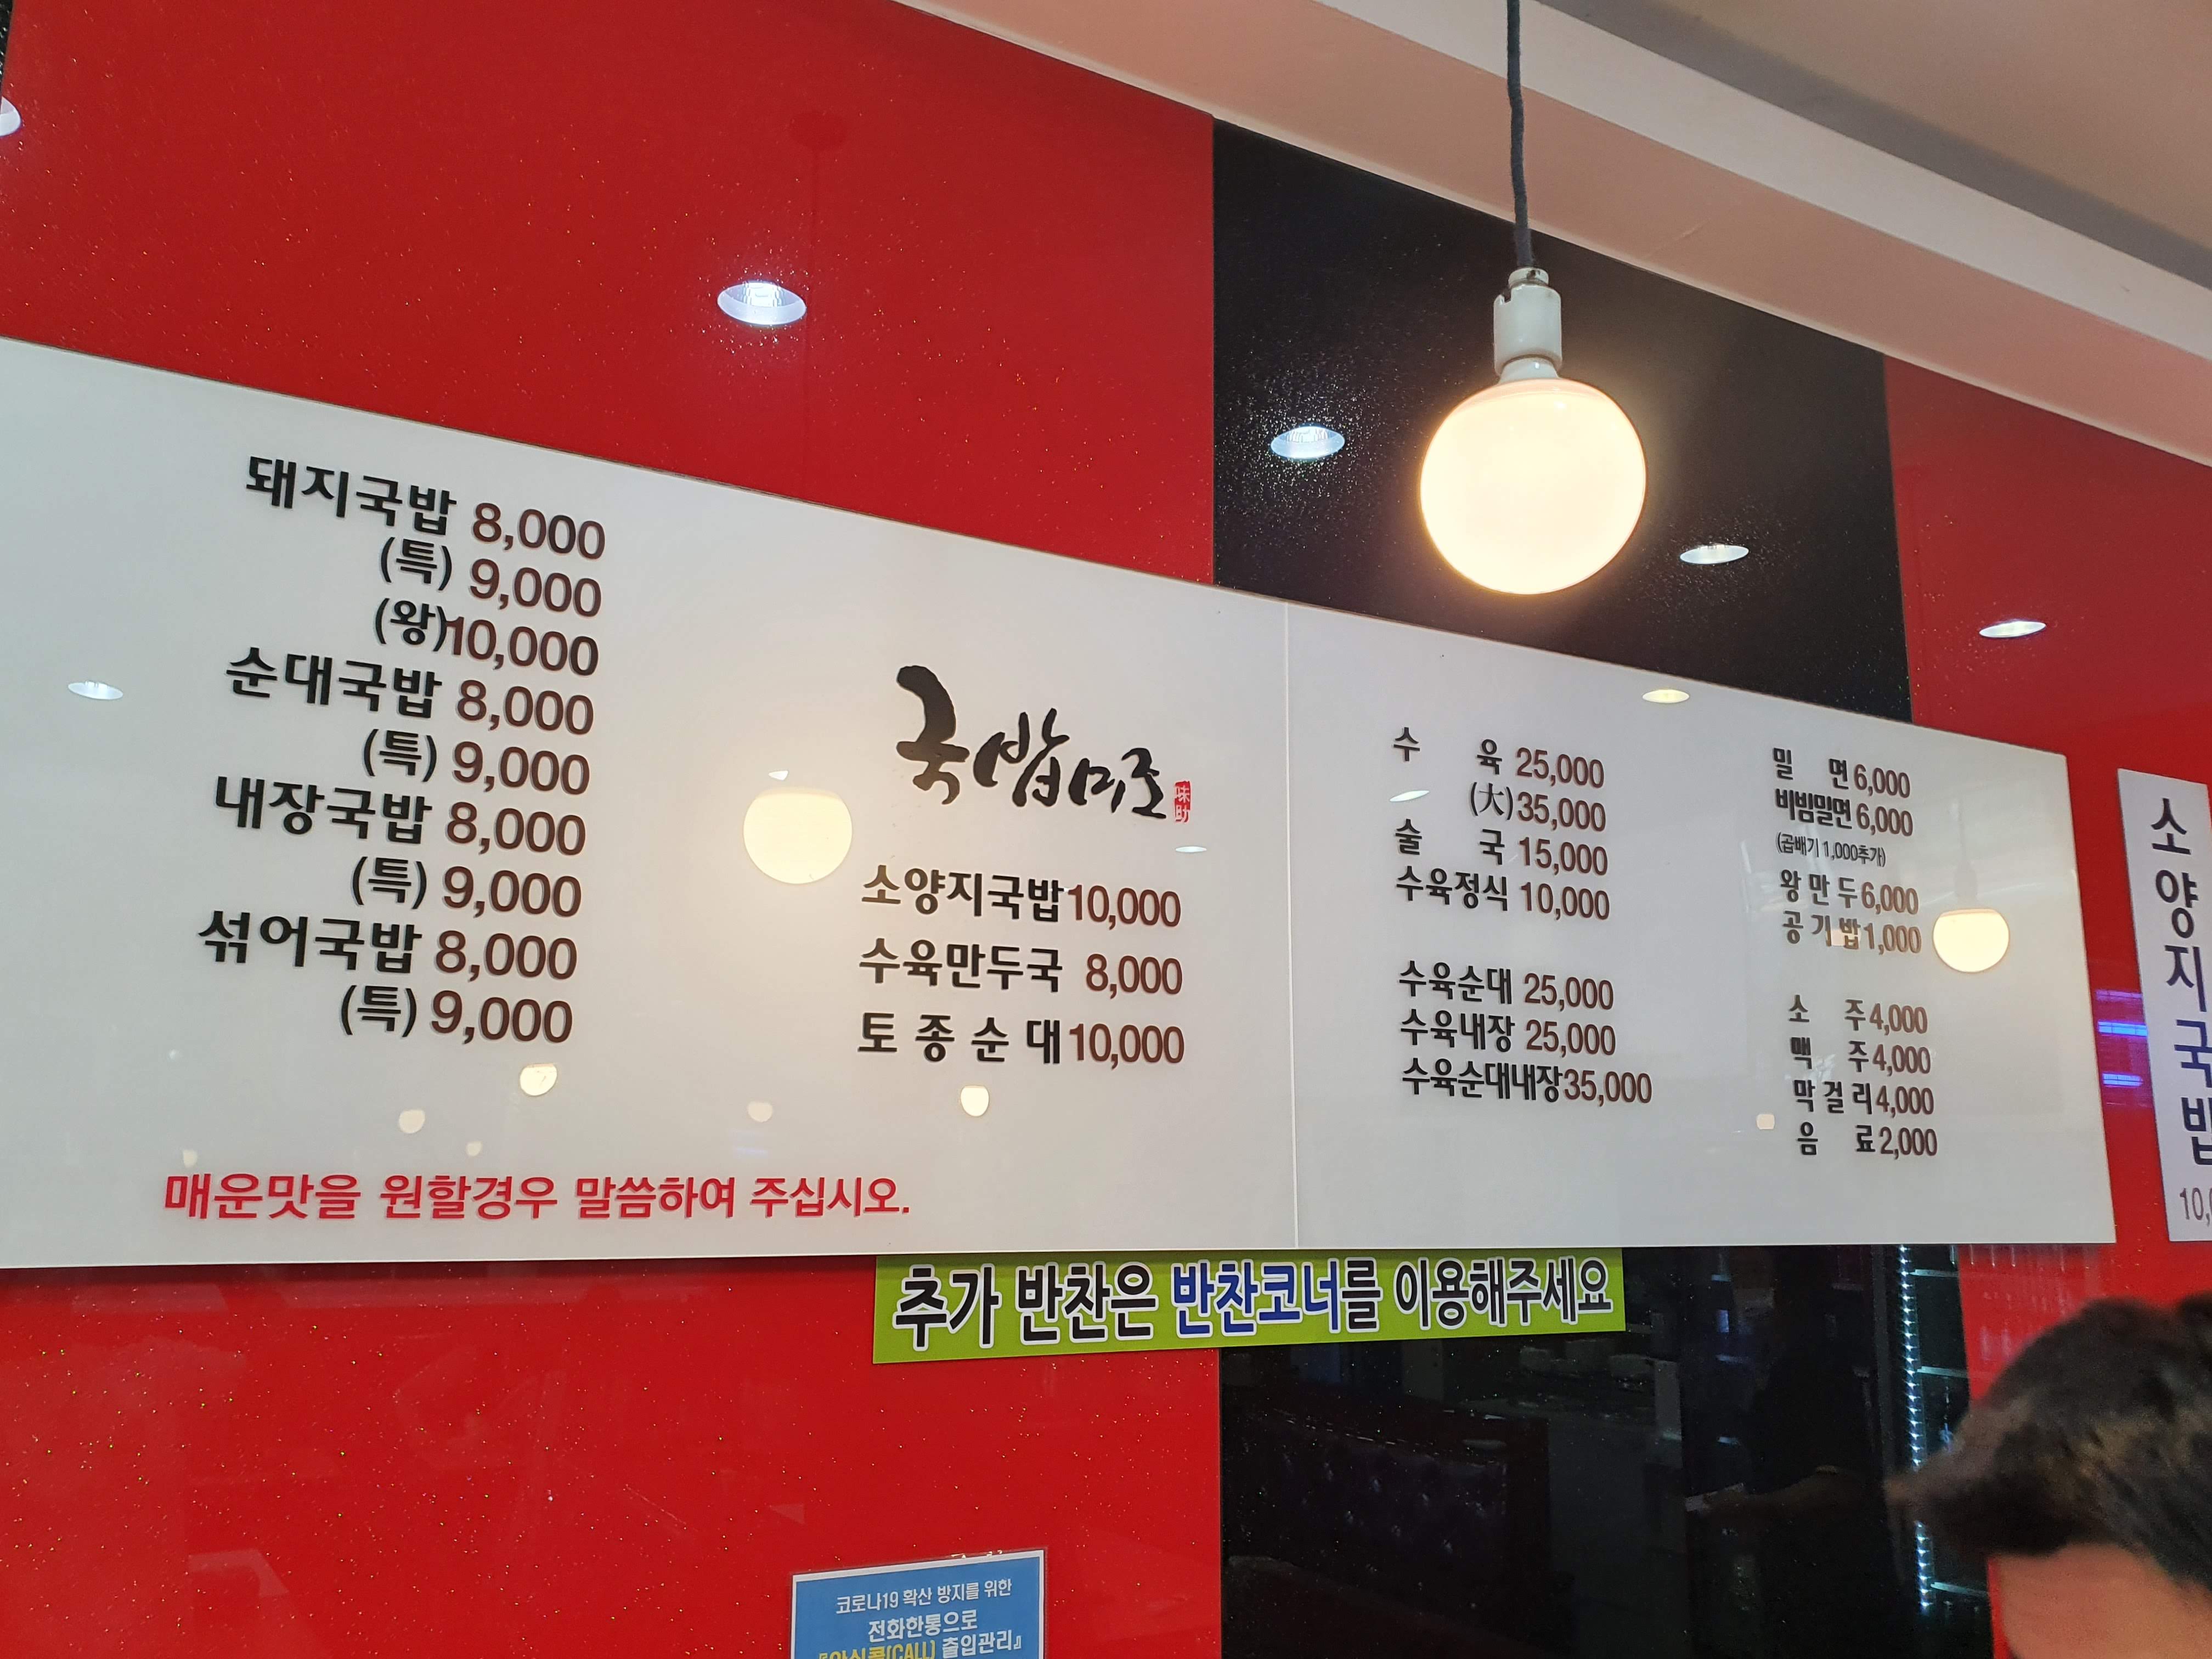 돼지국밥 8,000
(특) 9,000
(왕)10,000
순대국밥 8,000
(특) 9,000
내장국밥 8,000
(특) 9,000
섞어국밥 8,000
(특) 9,000
매운맛을 원할경우 말씀하여 주십시오.
국밥미조
味助
소양지국밥10,000
수육만두국 8,000
토종순대10,000
수육 25,000
(大)35,000
술국 15,000
수육정식 10,000
수육순대 25,000
수육내장 25,000
수육순대내장35,000
밀면6,000
비빔밀면6,000
(곱배기 1,000추가)
왕만두6,000
공기밥1,000
소주4,000
맥주4,000
막걸리4,000
음료2,000
소양지국밥
추가 반찬은 반찬코너를 이용해주세요
코로나19 확산 방지를 위한
전화한통으로
『안심콜(CALL) 출입관리』